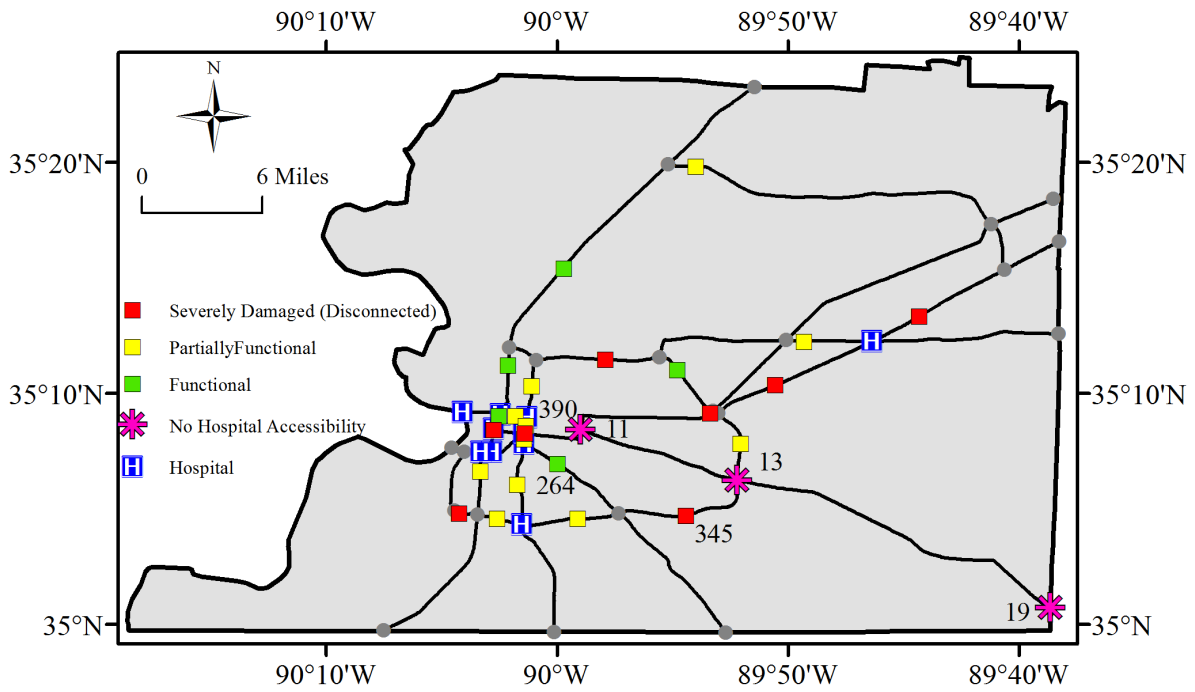 90°10'W 90°W 89°50'W 89°40'W
N
35°20'N 35°20'N
0 6 Miles
Severely Damaged (Disconnected)
PartiallyFunctional
Functional
No Hospital Accessibility
H Hospital
35°10'N 35°10'N
H
H
H
H
H
H
H
390
11
13
264
345
19
35°N 35°N
90°10'W 90°W 89°50'W 89°40'W